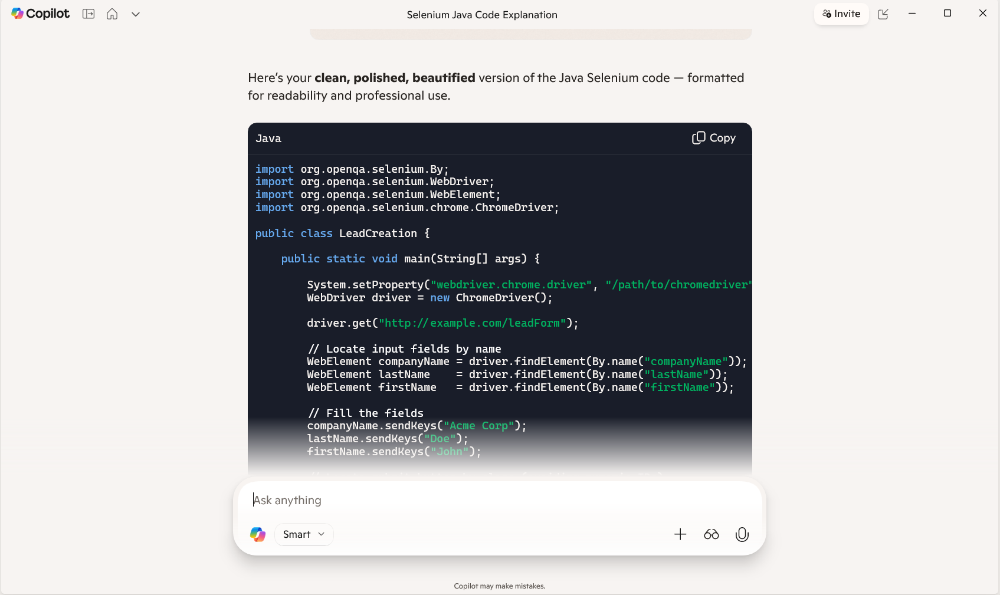 Copilot
Selenium Java Code Explanation
Invite
Here's your clean, polished, beautified version of the Java Selenium code — formatted
for readability and professional use.
Java
Copy
import org.openqa.selenium.By;
import org.openqa.selenium.WebDriver;
import org.openqa.selenium.WebElement;
import org.openqa.selenium.chrome.ChromeDriver;
public class LeadCreation {
public static void main(String[] args) {
System.setProperty("webdriver.chrome.driver", "/path/to/chromedriver"
WebDriver driver = new ChromeDriver();
driver.get("http://example.com/leadForm");
// Locate input fields by name
WebElement companyName = driver.findElement(By.name("companyName"));
WebElement lastName    = driver.findElement(By.name("lastName"));
WebElement firstName   = driver.findElement(By.name("firstName"));
// Fill the fields
companyName.sendKeys("Acme Corp");
lastName.sendKeys("Doe");
firstName.sendKeys("John");
Ask anything
Smart
Copilot may make mistakes.